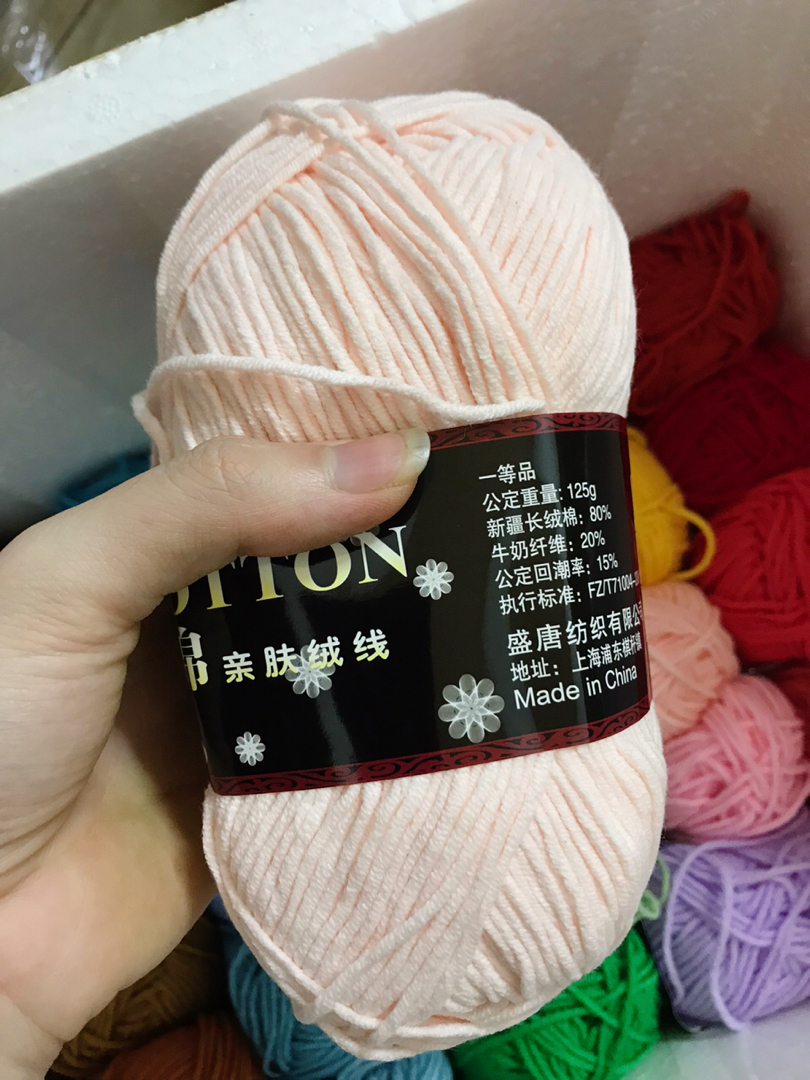 OTTON
棉 亲肤绒线
一等品
公定重量: 125g
新疆长绒棉: 80%
牛奶纤维: 20%
公定回潮率: 15%
执行标准: FZ/T71004-
盛唐纺织有限公司
地址: 上海浦东
Made in China